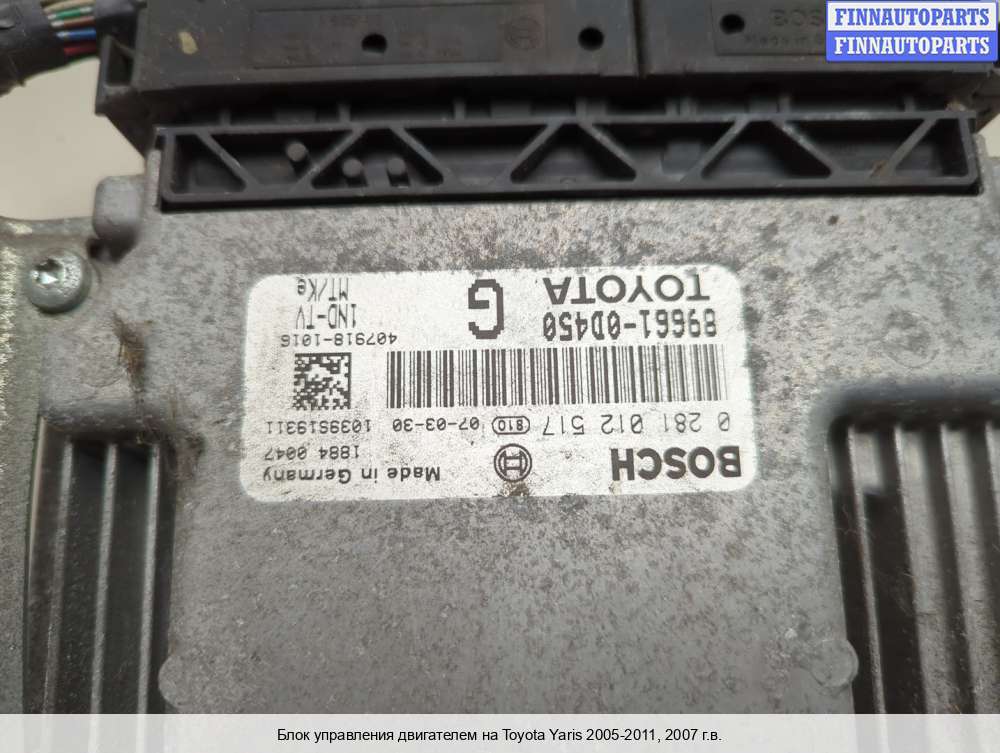 FINNAUTOPARTS
FINNAUTOPARTS
BOSCH
Made in Germany
0 281 012 517 810 07-03-30
1884 0047
1039S19311
89661-0D450
G
407918-1016
1ND-TV
MT/Ke
TOYOTA
Блок управления двигателем на Toyota Yaris 2005-2011, 2007 г.в.